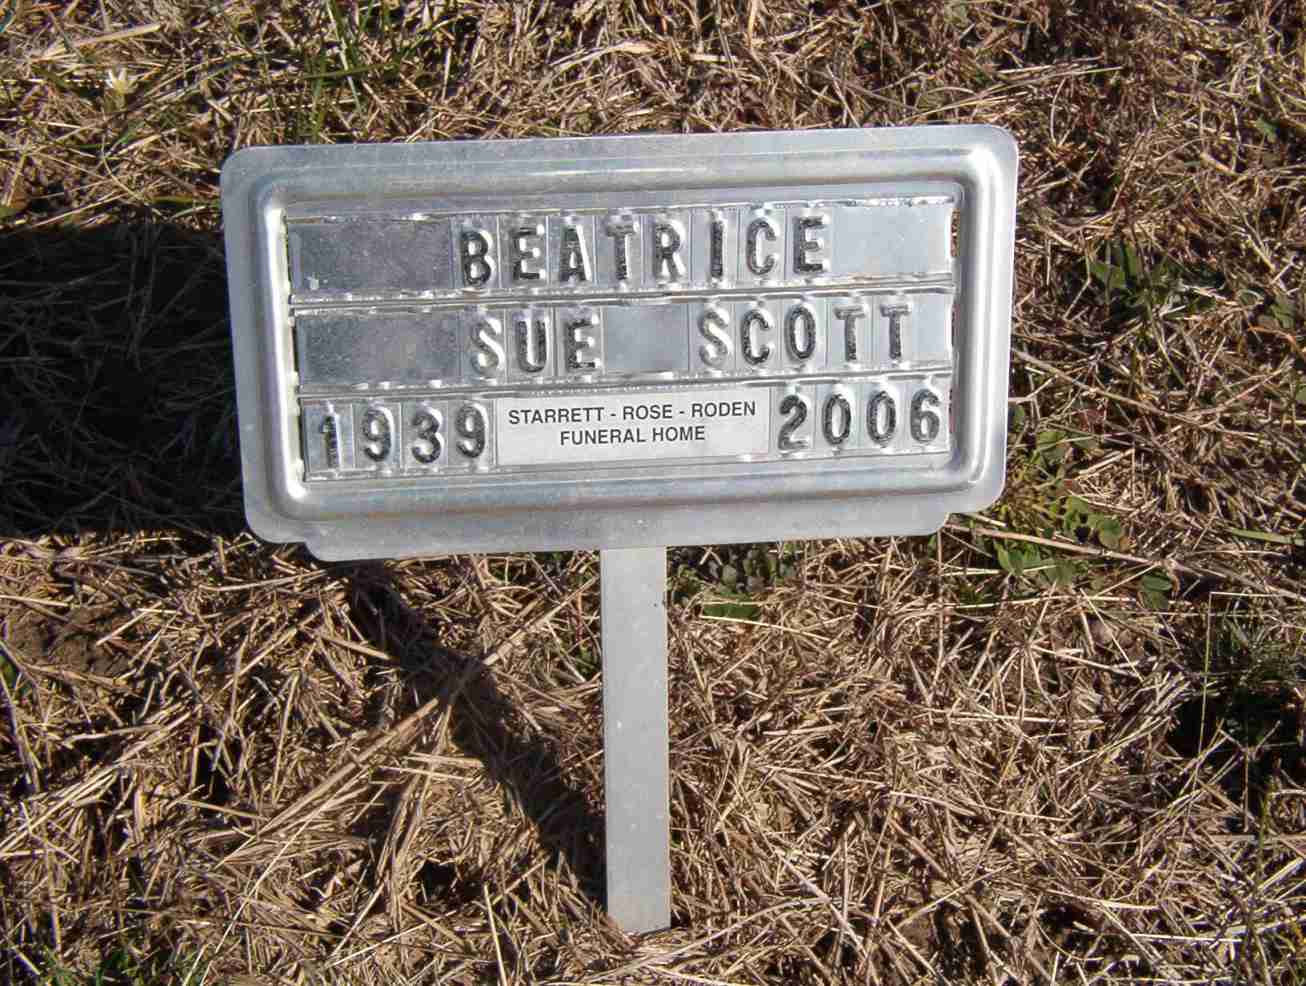 BEATRICE
SUE SCOTT
1939 STARRETT - ROSE - RODEN 2006
FUNERAL HOME